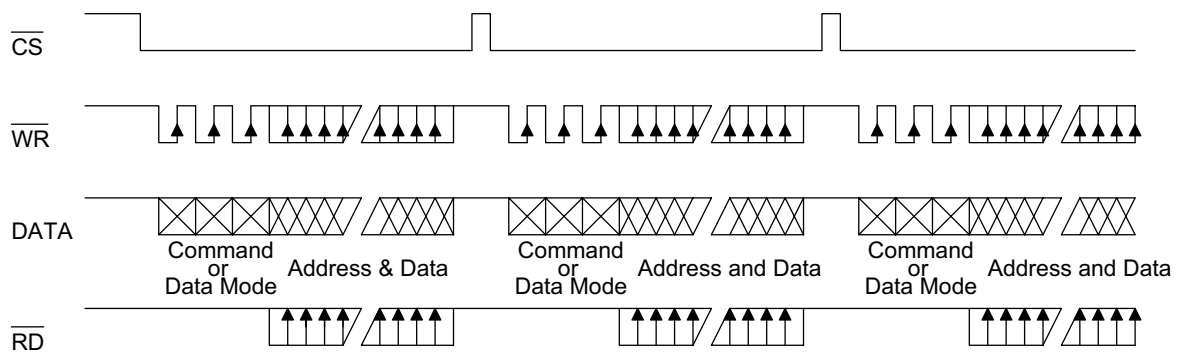 CS
WR
DATA
Command
or
Data Mode
Address & Data
Command
or
Data Mode
Address and Data
Command
or
Data Mode
Address and Data
RD